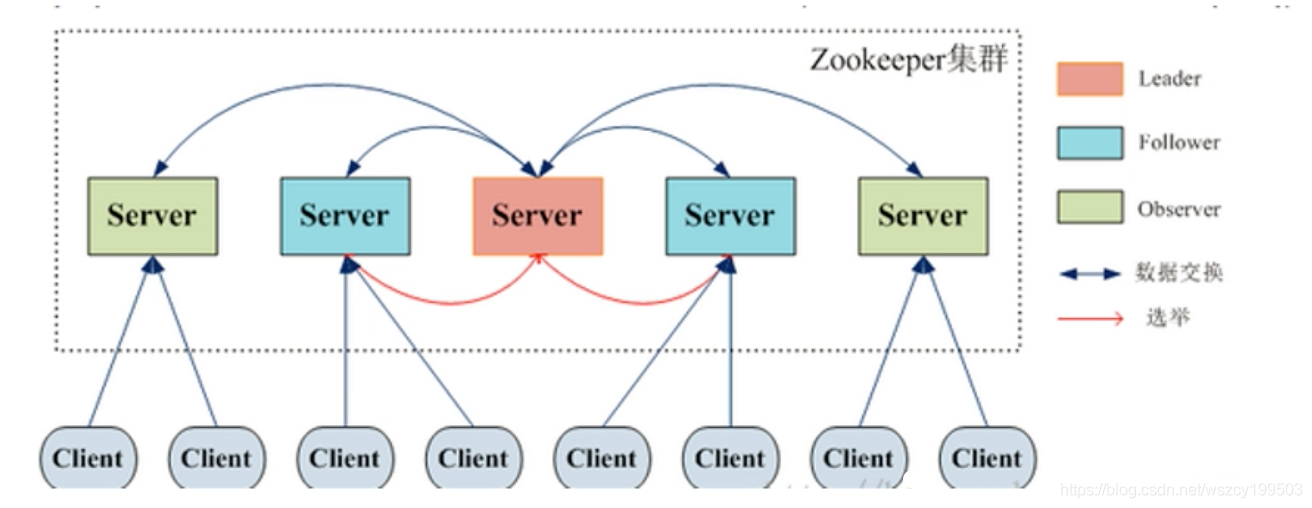 Zookeeper集群
Leader
Follower
Observer
数据交换
选举
Server
Server
Server
Server
Server
Client
Client
Client
Client
Client
Client
Client
Client
https://blog.csdn.net/wszcy199503